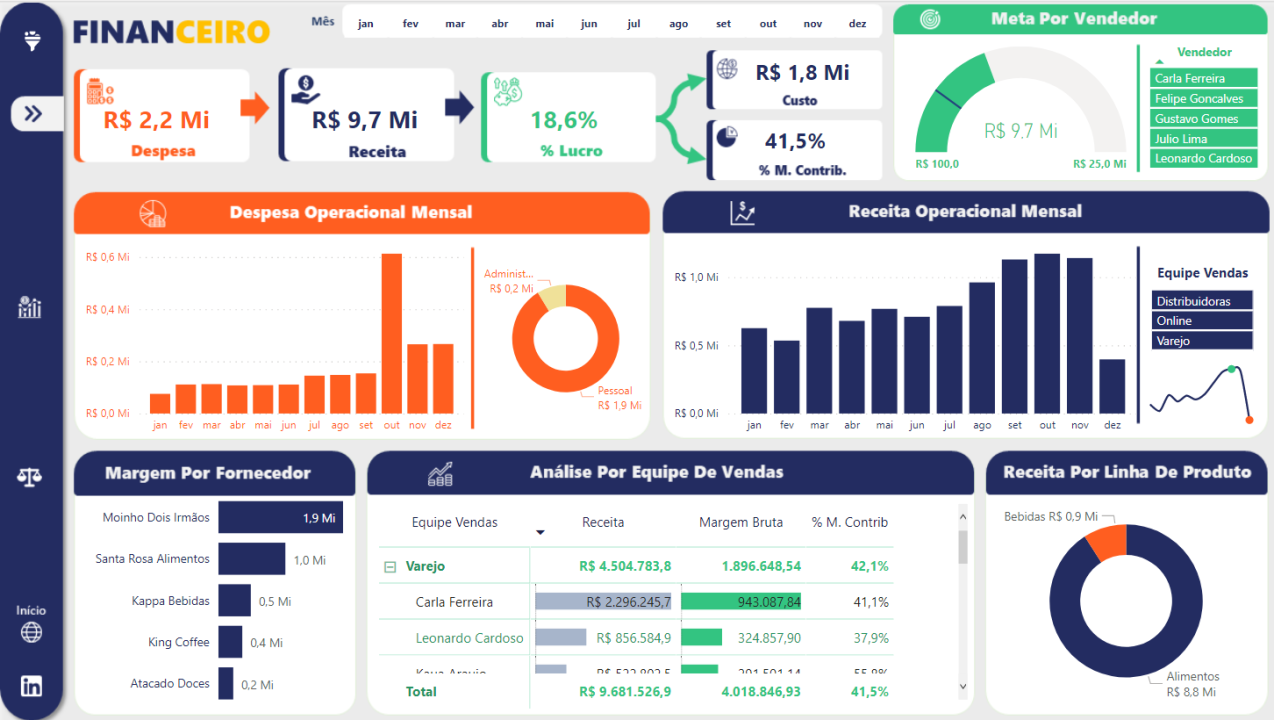 FINANCEIRO
Mês
jan fev mar abr mai jun jul ago set out nov dez
R$ 2,2 Mi
Despesa
R$ 9,7 Mi
Receita
18,6%
% Lucro
R$ 1,8 Mi
Custo
41,5%
% M. Contrib.
Meta Por Vendedor
R$ 9,7 Mi
R$ 100,0
R$ 25,0 Mi
Vendedor
Carla Ferreira
Felipe Goncalves
Gustavo Gomes
Julio Lima
Leonardo Cardoso
Despesa Operacional Mensal
R$ 0,6 Mi
R$ 0,4 Mi
R$ 0,2 Mi
R$ 0,0 Mi
jan fev mar abr mai jun jul ago set out nov dez
Administ...
R$ 0,2 Mi
Pessoal
R$ 1,9 Mi
Receita Operacional Mensal
R$ 1,0 Mi
R$ 0,5 Mi
R$ 0,0 Mi
jan fev mar abr mai jun jul ago set out nov dez
Equipe Vendas
Distribuidoras
Online
Varejo
Margem Por Fornecedor
Moinho Dois Irmãos 1,9 Mi
Santa Rosa Alimentos 1,0 Mi
Kappa Bebidas 0,5 Mi
King Coffee 0,4 Mi
Atacado Doces 0,2 Mi
Análise Por Equipe De Vendas
Equipe Vendas Receita Margem Bruta % M. Contrib
Varejo R$ 4.504.783,8 1.896.648,54 42,1%
Carla Ferreira R$ 2.296.245,7 943.087,84 41,1%
Leonardo Cardoso R$ 856.584,9 324.857,90 37,9%
Total R$ 9.681.526,9 4.018.846,93 41,5%
Receita Por Linha De Produto
Bebidas R$ 0,9 Mi
Alimentos
R$ 8,8 Mi
Início
in